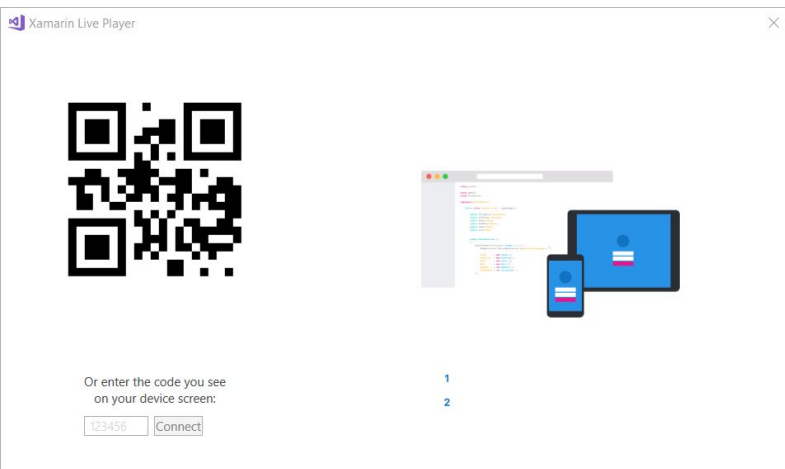 Xamarin Live Player
Or enter the code you see
on your device screen:
123456
Connect
1
2